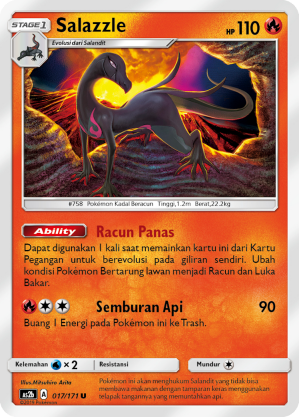 STAGE 1
Salazzle
HP 110
Evolusi dari Salandit
#758 Pokémon Kadal Beracun Tinggi,1.2m Berat,22.2kg
Ability Racun Panas
Dapat digunakan 1 kali saat memainkan kartu ini dari Kartu
Pegangan untuk berevolusi pada giliran sendiri. Ubah
kondisi Pokémon Bertarung lawan menjadi Racun dan Luka
Bakar.
Semburan Api 90
Buang 1 Energi pada Pokémon ini ke Trash.
Kelemahan ×2 Resistansi Mundur
Illus.Mitsuhiro Arita
A 017/171 U
Pokémon ini akan menghukum Salandit yang tidak bisa
membawa makanan dengan tamparan keras menggunakan
telapak tangannya yang memuntahkan api.